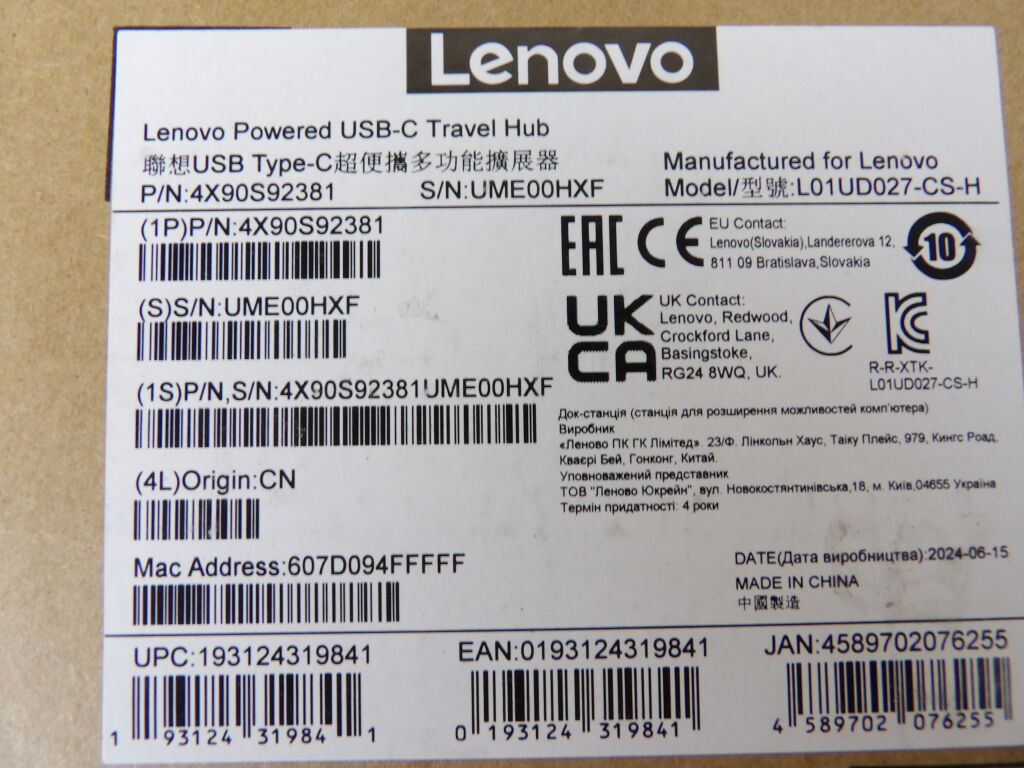 Lenovo
Lenovo Powered USB-C Travel Hub
聯想USB Type-C超便攜多功能擴展器
P/N:4X90S92381 S/N:UME00HXF
Manufactured for Lenovo
Model/型號:L01UD027-CS-H
(1P)P/N:4X90S92381
(S)S/N:UME00HXF
(1S)P/N,S/N:4X90S92381UME00HXF
(4L)Origin:CN
Mac Address:607D094FFFFF
EAC CE
EU Contact:
Lenovo(Slovakia),Landererova 12,
811 09 Bratislava,Slovakia
10
UK
CA
UK Contact:
Lenovo, Redwood,
Crockford Lane,
Basingstoke,
RG24 8WQ, UK.
KC
R-R-XTK-
L01UD027-CS-H
Док-станція (станція для розширення можливостей комп'ютера)
Виробник
«Леново ПК ГК Лімітед». 23/Ф. Лінкольн Хаус, Таіку Плейс, 979, Кингс Роад,
Кваєрі Бей, Гонконг, Китай.
Уповноважений представник
ТОВ "Леново Юкрейн", вул. Новокостянтинівська,18, м. Київ,04655 Україна
Термін придатності: 4 роки
DATE(Дата виробництва):2024-06-15
MADE IN CHINA
中國製造
UPC:193124319841
1 93124 31984 1
EAN:0193124319841
0 193124 319841
JAN:4589702076255
4 589702 076255